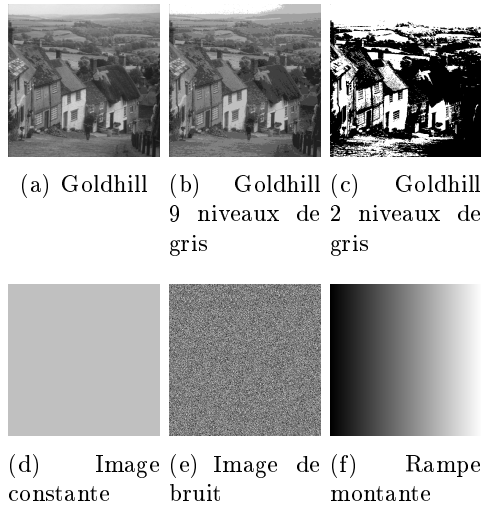 (a) Goldhill
(b) Goldhill
9 niveaux de
gris
(c) Goldhill
2 niveaux de
gris
(d) Image
constante
(e) Image de
bruit
(f) Rampe
montante